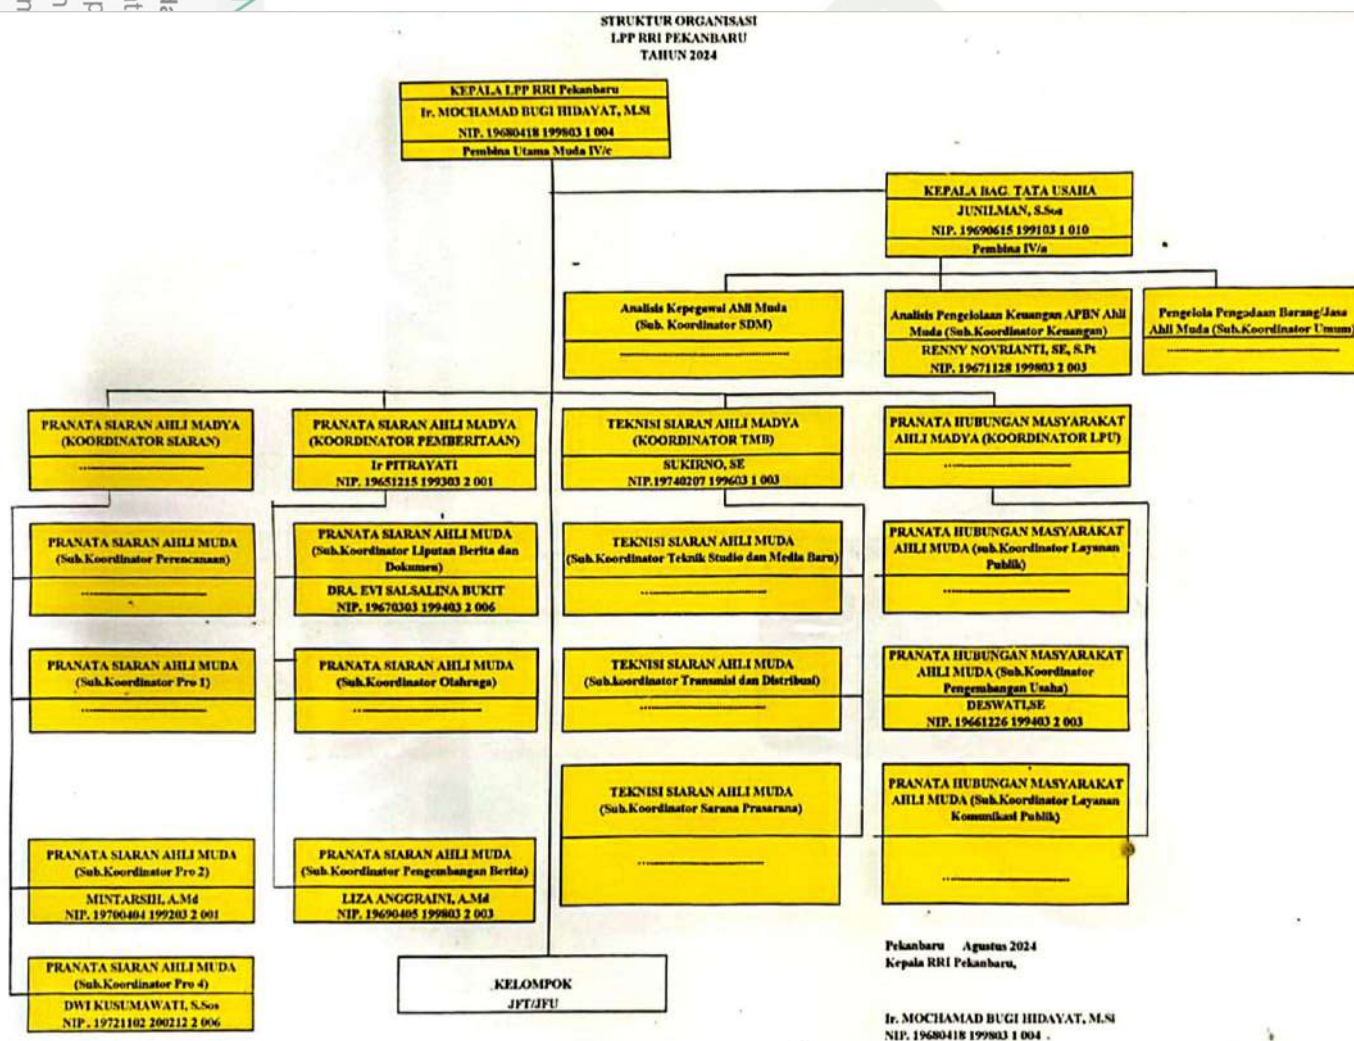 STRUKTUR ORGANISASI
LPP RRI PEKANBARU
TAHUN 2024
KEPALA LPP RRI Pekanbaru
Ir. MOCHAMAD BUGI HIDAYAT, M.Si
NIP. 19680418 199803 1 004
Pembina Utama Muda IV/c
KEPALA BAG. TATA USAHA
JUNILMAN, S.Sos
NIP. 19690615 199103 1 010
Pembina IV/a
Analisis Kepegawai Ahli Muda
(Sub. Koordinator SDM)
Analisis Pengelolaan Keuangan APBN Ahli
Muda (Sub.Koordinator Keuangan)
RENNY NOVRIANTI, SE, S.Pt
NIP. 19671128 199803 2 003
Pengelola Pengadaan Barang/Jasa
Ahli Muda (Sub.Koordinator Umum)
PRANATA SIARAN AHLI MADYA
(KOORDINATOR SIARAN)
PRANATA SIARAN AHLI MADYA
(KOORDINATOR PEMBERITAAN)
Ir PITRAYATI
NIP. 19651215 199303 2 001
TEKNISI SIARAN AHLI MADYA
(KOORDINATOR TMB)
SUKIRNO, SE
NIP.19740207 199603 1 003
PRANATA HUBUNGAN MASYARAKAT
AHLI MADYA (KOORDINATOR LPU)
PRANATA SIARAN AHLI MUDA
(Sub.Koordinator Perencanaan)
PRANATA SIARAN AHLI MUDA
(Sub.Koordinator Liputan Berita dan
Dokumen)
DRA. EVI SALSALINA BUKIT
NIP. 19670303 199403 2 006
TEKNISI SIARAN AHLI MUDA
(Sub.Koordinator Teknik Studio dan Media Baru)
PRANATA HUBUNGAN MASYARAKAT
AHLI MUDA (sub.Koordinator Layanan
Publik)
PRANATA SIARAN AHLI MUDA
(Sub.Koordinator Pro 1)
PRANATA SIARAN AHLI MUDA
(Sub.Koordinator Olahraga)
TEKNISI SIARAN AHLI MUDA
(Sub.koordinator Transmisi dan Distribusi)
PRANATA HUBUNGAN MASYARAKAT
AHLI MUDA (Sub.Koordinator
Pengembangan Usaha)
DESWATI,SE
NIP. 19661226 199403 2 003
TEKNISI SIARAN AHLI MUDA
(Sub.Koordinator Sarana Prasarana)
PRANATA HUBUNGAN MASYARAKAT
AHLI MUDA (Sub.Koordinator Layanan
Komunikasi Publik)
PRANATA SIARAN AHLI MUDA
(Sub.Koordinator Pro 2)
MINTARSIH, A.Md
NIP. 19700404 199203 2 001
PRANATA SIARAN AHLI MUDA
(Sub.Koordinator Pengembangan Berita)
LIZA ANGGRAINI, A.Md
NIP. 19690405 199803 2 003
PRANATA SIARAN AHLI MUDA
(Sub.Koordinator Pro 4)
DWI KUSUMAWATI, S.Sos
NIP . 19721102 200212 2 006
KELOMPOK
JFT/JFU
Pekanbaru Agustus 2024
Kepala RRI Pekanbaru,
Ir. MOCHAMAD BUGI HIDAYAT, M.Si
NIP. 19680418 199803 1 004 .